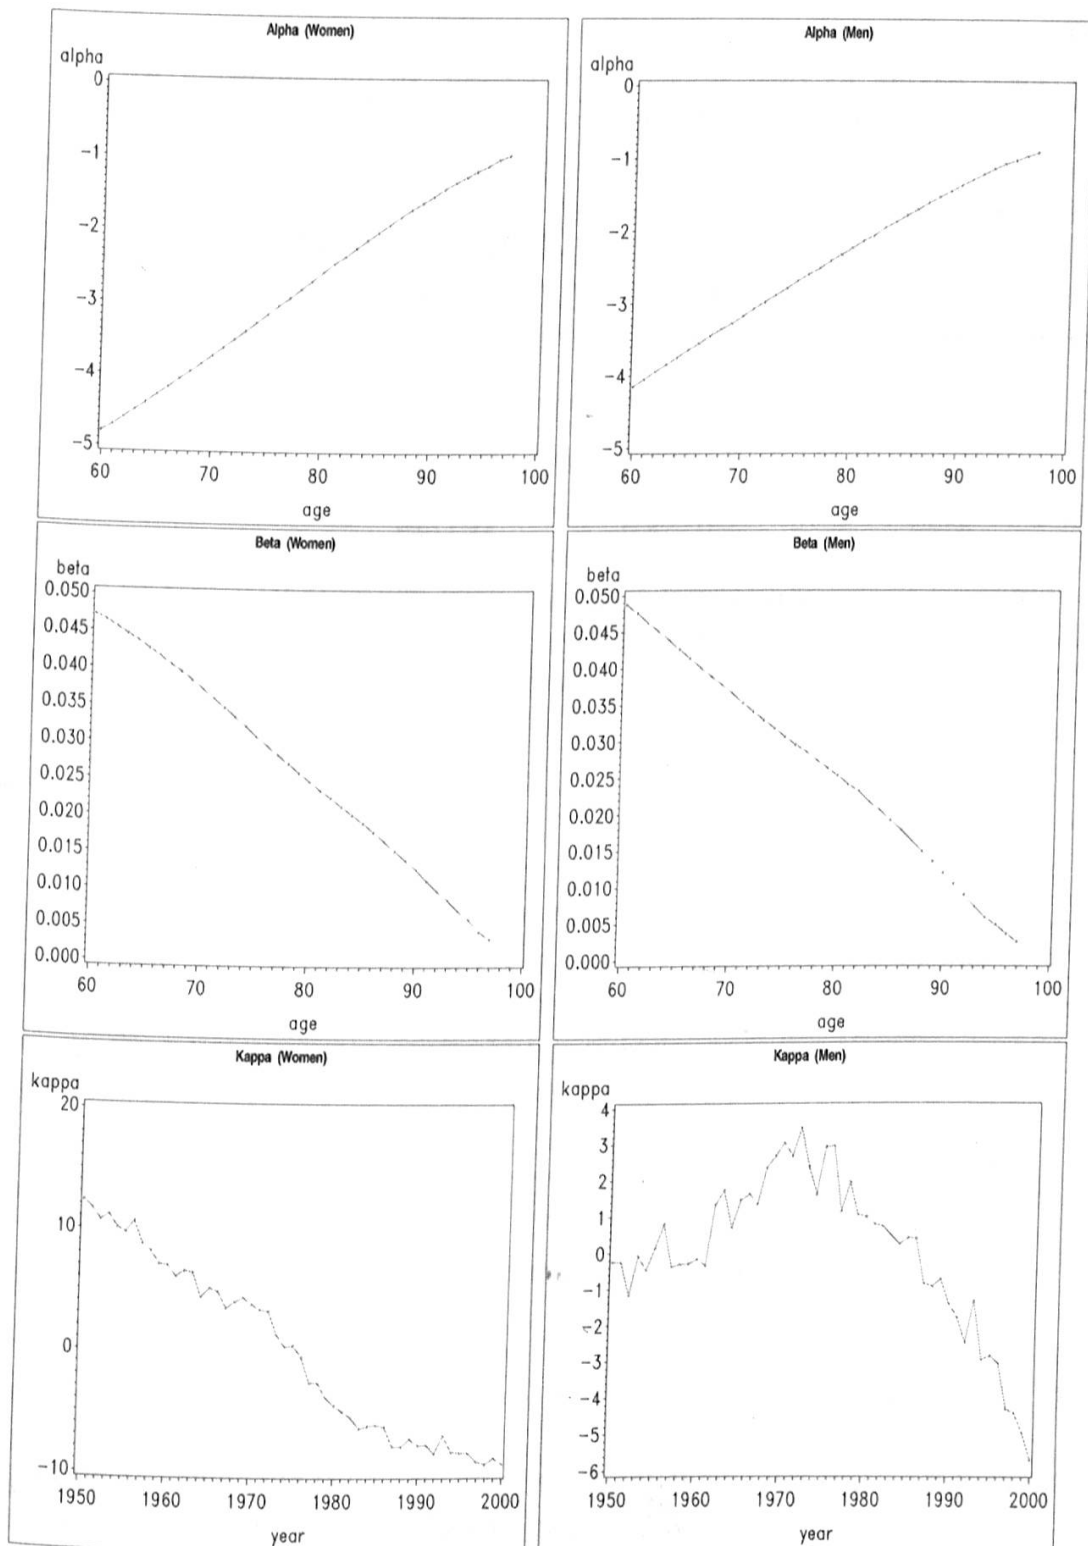 Alpha (Women)
alpha
0
−1
−2
−3
−4
−5
60 70 80 90 100
age
Alpha (Men)
alpha
0
−1
−2
−3
−4
−5
60 70 80 90 100
age
Beta (Women)
beta
0.050
0.045
0.040
0.035
0.030
0.025
0.020
0.015
0.010
0.005
0.000
60 70 80 90 100
age
Beta (Men)
beta
0.050
0.045
0.040
0.035
0.030
0.025
0.020
0.015
0.010
0.005
0.000
60 70 80 90 100
age
Kappa (Women)
kappa
20
10
0
−10
1950 1960 1970 1980 1990 2000
year
Kappa (Men)
kappa
4
3
2
1
0
−1
−2
−3
−4
−5
−6
1950 1960 1970 1980 1990 2000
year